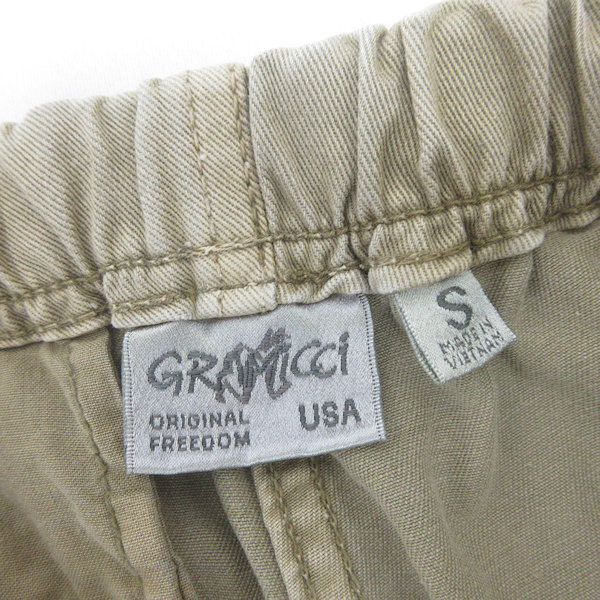 GRAMICCi
ORIGINAL
FREEDOM
USA
S
MADE IN
VIETNAM